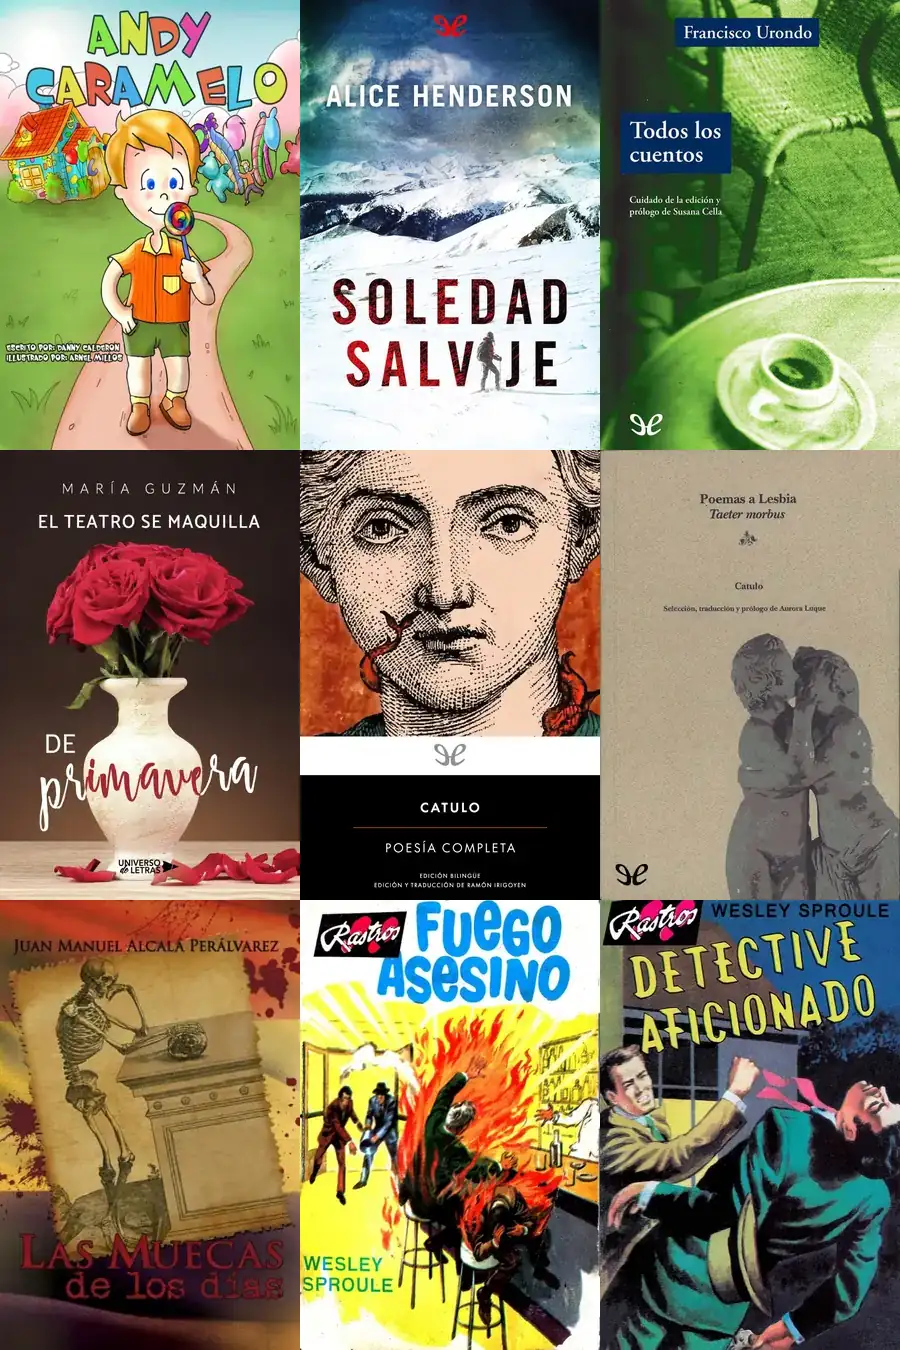 ANDY
CARAMELO
ESCRITO POR: DANNY CALDERON
ILLUSTRADO POR: ARNEL MILLOS
ALICE HENDERSON
SOLEDAD
SALVAJE
Francisco Urondo
Todos los
cuentos
Cuidado de la edición y
prólogo de Susana Cella
MARÍA GUZMÁN
EL TEATRO SE MAQUILLA
DE
primavera
UNIVERSO
de LETRAS
CATULO
POESÍA COMPLETA
EDICIÓN BILINGÜE
EDICIÓN Y TRADUCCIÓN DE RAMÓN IRIGOYEN
Poemas a Lesbia
Taeter morbus
Catulo
Selección, traducción y prólogo de Aurora Luque
JUAN MANUEL ALCALÁ PERÁLVAREZ
LAS MUECAS
de los días
Rastros
FUEGO
ASESINO
WESLEY
SPROULE
Rastros
WESLEY SPROULE
DETECTIVE
AFICIONADO